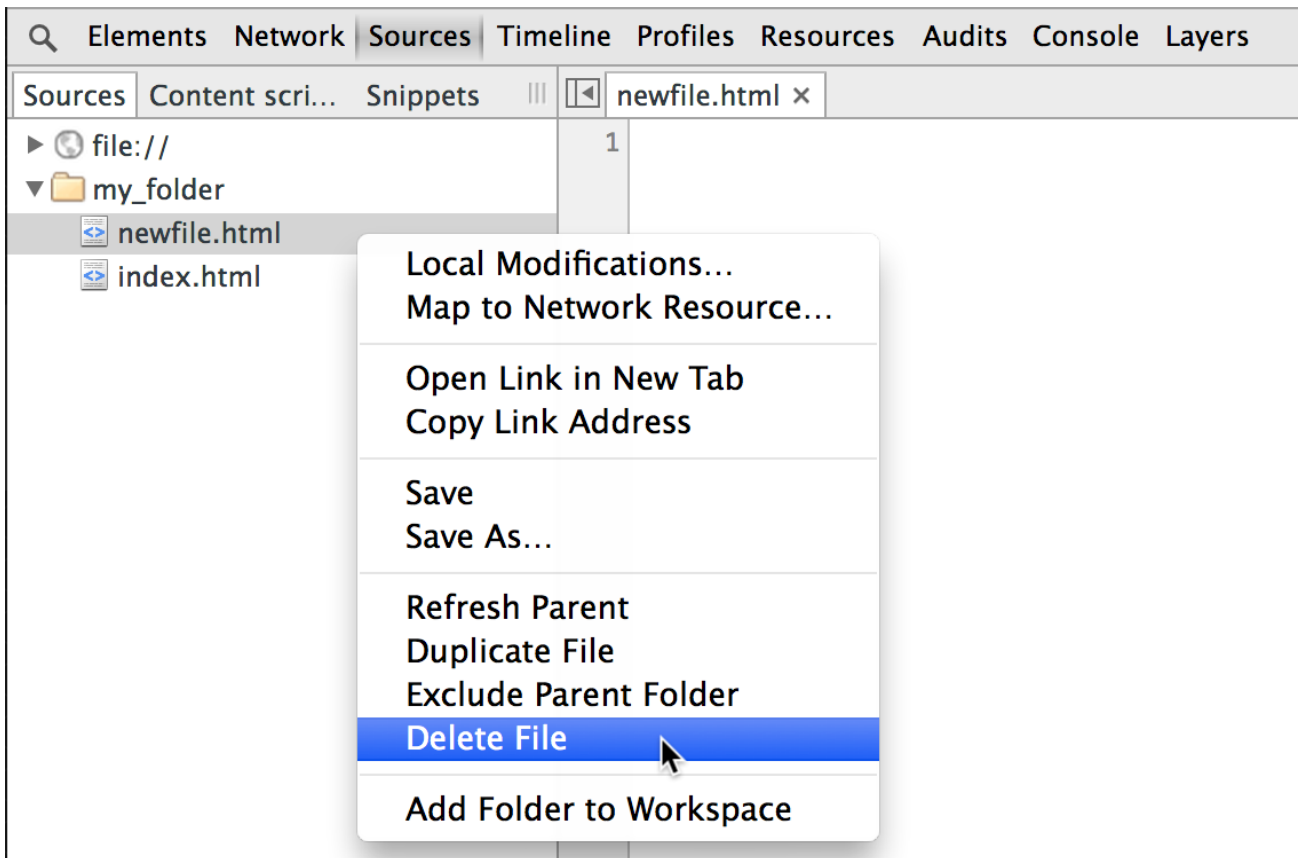 Elements Network Sources Timeline Profiles Resources Audits Console Layers
Sources Content scri... Snippets newfile.html ×
file://
1
my_folder
newfile.html
index.html
Local Modifications...
Map to Network Resource...
Open Link in New Tab
Copy Link Address
Save
Save As...
Refresh Parent
Duplicate File
Exclude Parent Folder
Delete File
Add Folder to Workspace